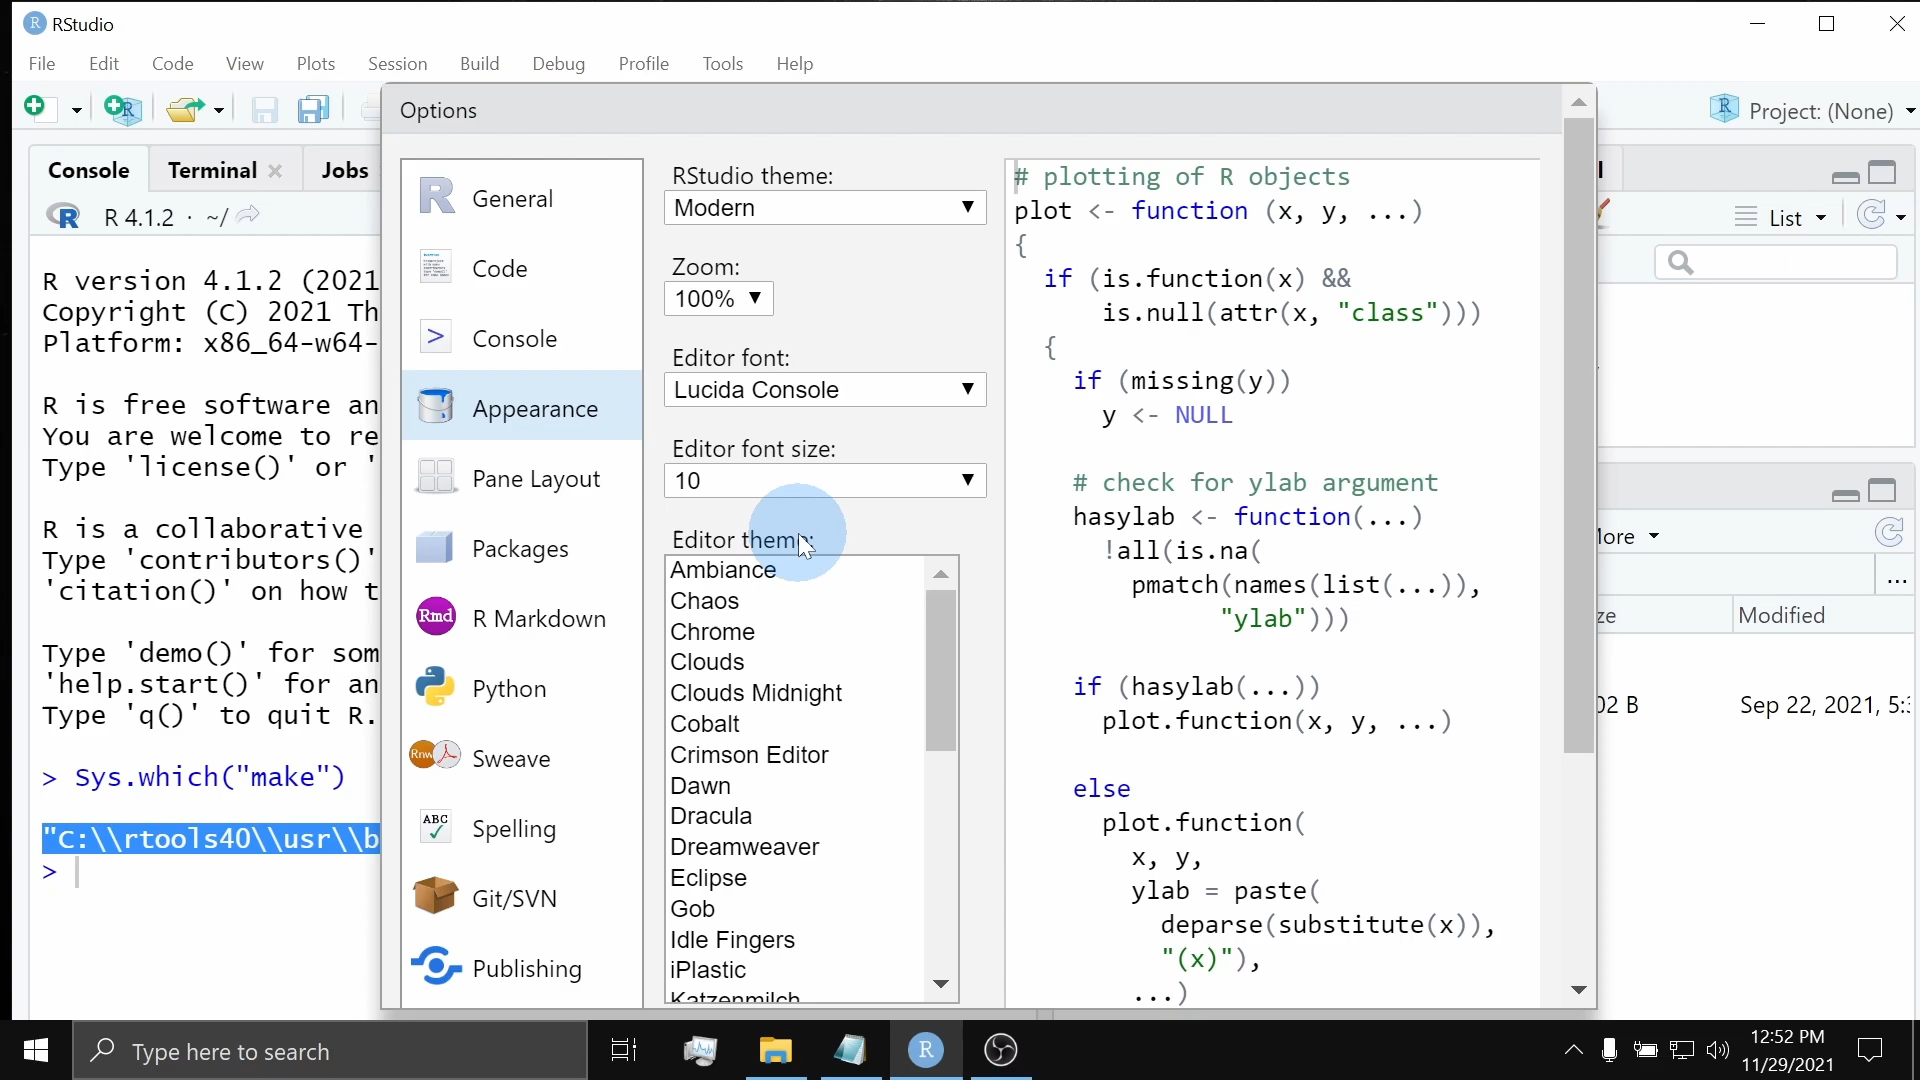 RStudio
File Edit Code View Plots Session Build Debug Profile Tools Help
Project: (None)
Console Terminal Jobs
R 4.1.2 · ~/
R version 4.1.2 (2021
Copyright (C) 2021 Th
Platform: x86_64-w64-
R is free software an
You are welcome to re
Type 'license()' or '
R is a collaborative
Type 'contributors()'
'citation()' on how t
Type 'demo()' for som
'help.start()' for an
Type 'q()' to quit R.
> Sys.which("make")
"C:\\rtools40\\usr\\b
>
Options
General
Code
Console
Appearance
Pane Layout
Packages
Rmd R Markdown
Python
Rnw Sweave
ABC Spelling
Git/SVN
Publishing
RStudio theme:
Modern
Zoom:
100%
Editor font:
Lucida Console
Editor font size:
10
Editor theme:
Ambiance
Chaos
Chrome
Clouds
Clouds Midnight
Cobalt
Crimson Editor
Dawn
Dracula
Dreamweaver
Eclipse
Gob
Idle Fingers
iPlastic
Katzenmilch
# plotting of R objects
plot <- function (x, y, ...)
{
if (is.function(x) &&
is.null(attr(x, "class")))
{
if (missing(y))
y <- NULL
# check for ylab argument
hasylab <- function(...)
!all(is.na(
pmatch(names(list(...)),
"ylab")))
if (hasylab(...))
plot.function(x, y, ...)
else
plot.function(
x, y,
ylab = paste(
deparse(substitute(x)),
"(x)"),
...)
List
ore
...
ze Modified
02 B Sep 22, 2021, 5:
Type here to search
12:52 PM
11/29/2021